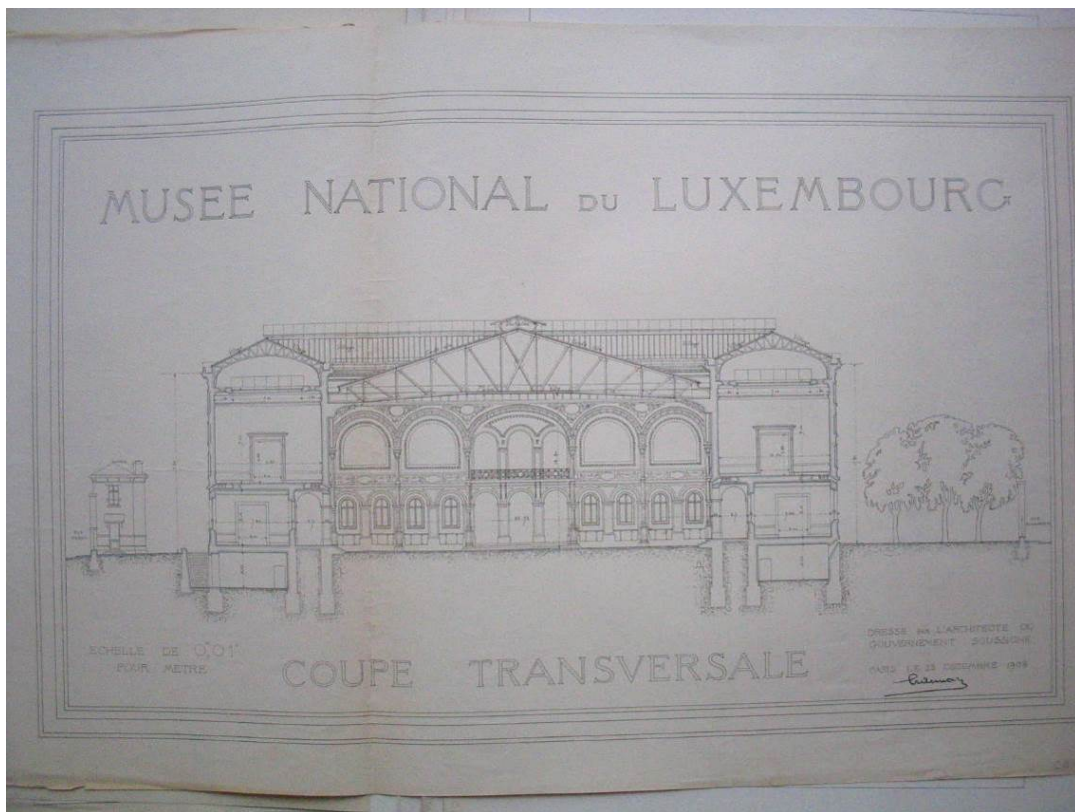 MUSEE NATIONAL DU LUXEMBOURG
ECHELLE DE 0,01
POUR METRE
COUPE TRANSVERSALE
DRESSE PAR L'ARCHITECTE DU
GOUVERNEMENT SOUSSIGNE
PARIS LE 23 DECEMBRE